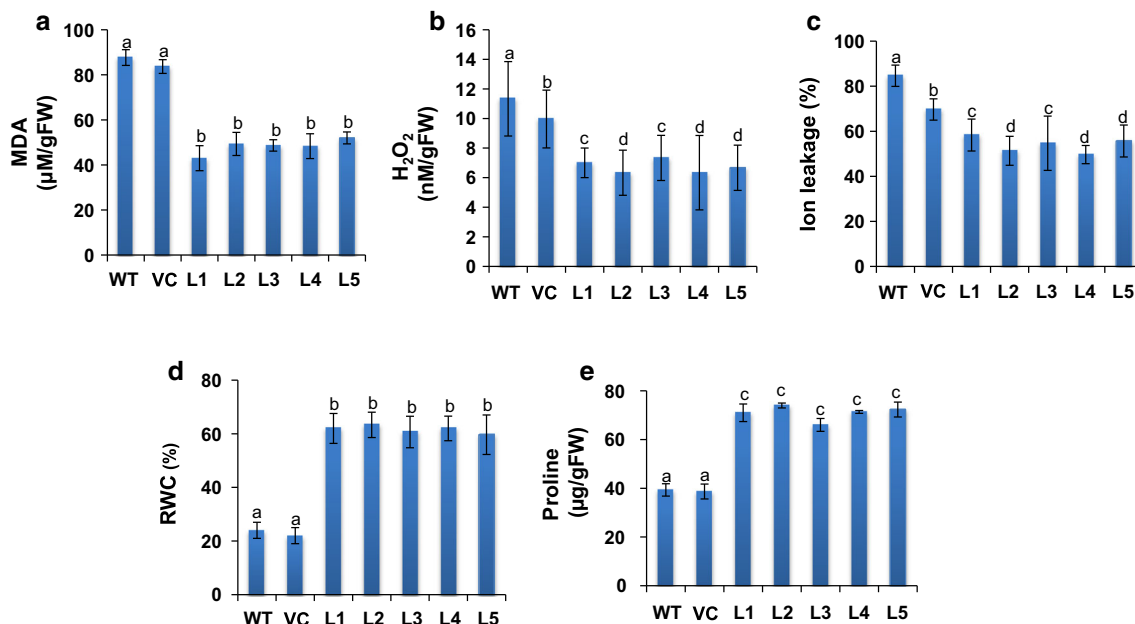 a
MDA
(µM/gFW)
100
80
60
40
20
0
a a b b b b b
WT VC L1 L2 L3 L4 L5
b
H2O2
(nM/gFW)
16
14
12
10
8
6
4
2
0
a b c d c d d
WT VC L1 L2 L3 L4 L5
c
Ion leakage (%)
100
80
60
40
20
0
a b c d c d d
WT VC L1 L2 L3 L4 L5
d
RWC (%)
80
60
40
20
0
a a b b b b b
WT VC L1 L2 L3 L4 L5
e
Proline
(µg/gFW)
80
60
40
20
0
a a c c c c c
WT VC L1 L2 L3 L4 L5